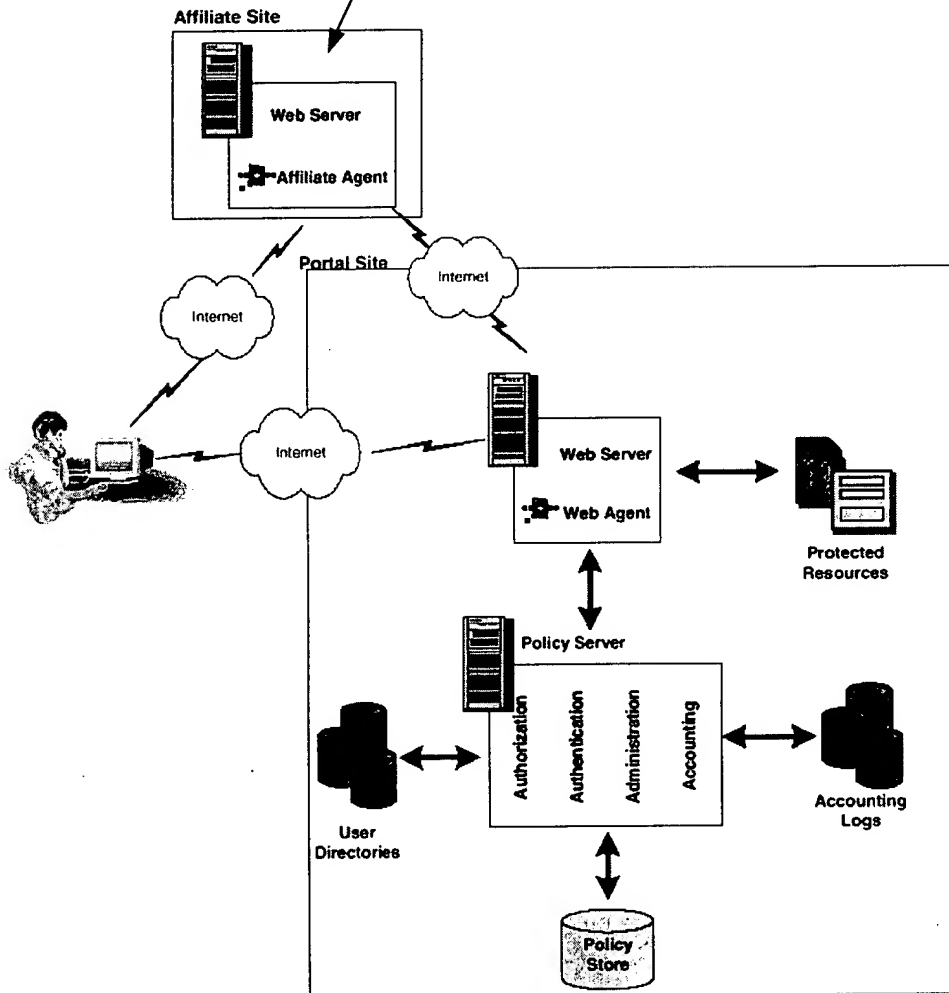 Affiliate Site
Web Server
Affiliate Agent
Portal Site
Internet
Internet
Internet
Web Server
Web Agent
Protected
Resources
Policy Server
Authorization
Authentication
Administration
Accounting
User
Directories
Accounting
Logs
Policy
Store